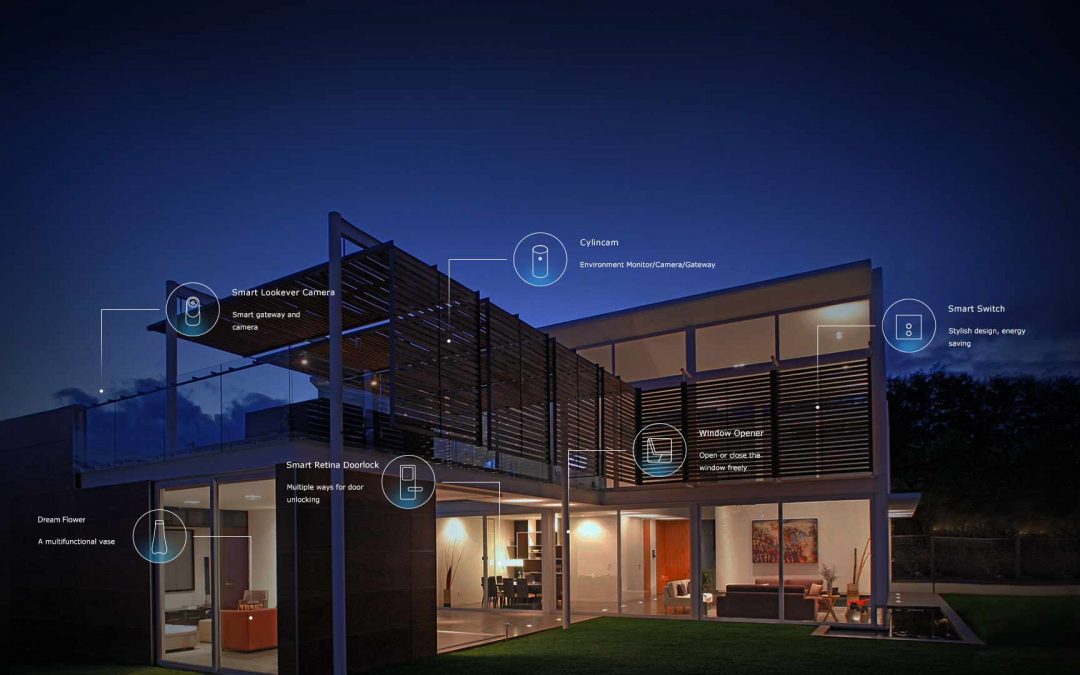 Cylincam
Environment Monitor/Camera/Gateway
Smart Lookever Camera
Smart gateway and
camera
Smart Switch
Stylish design, energy
saving
Window Opener
Open or close the
window freely
Smart Retina Doorlock
Multiple ways for door
unlocking
Dream Flower
A multifunctional vase